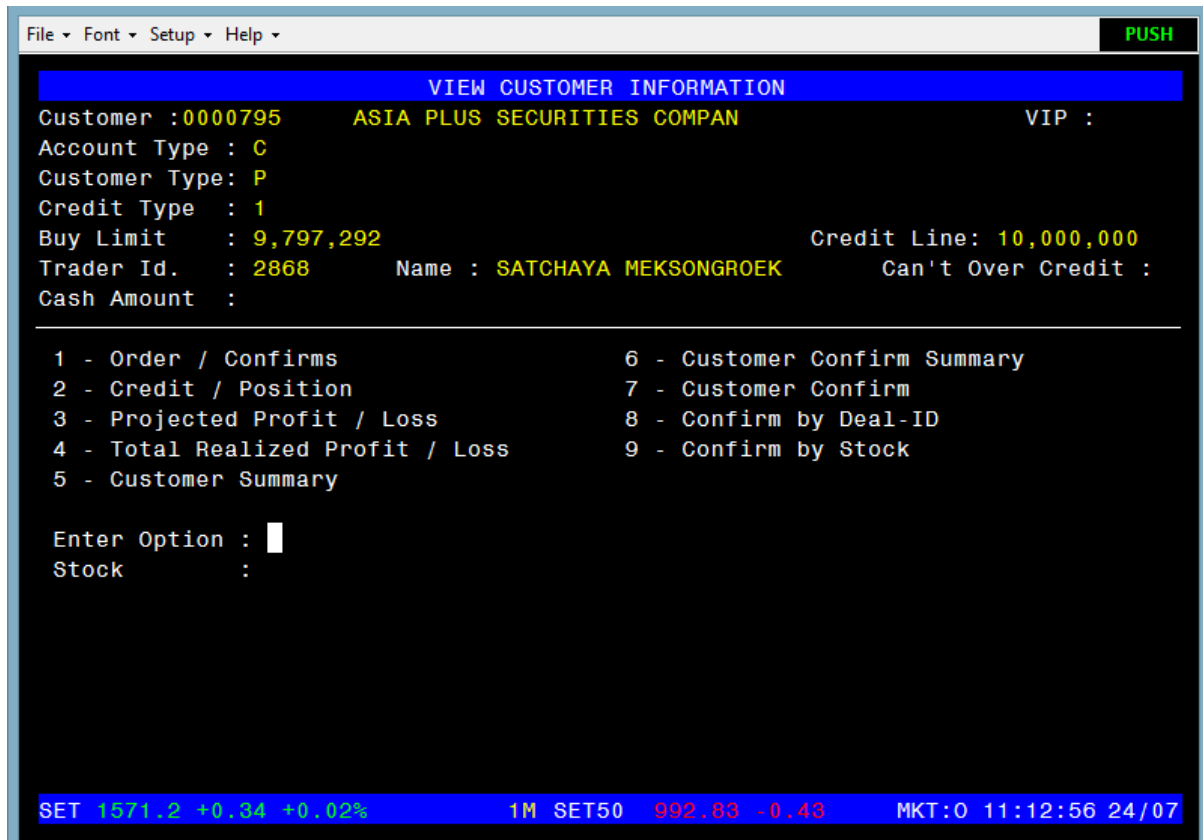 File Font Setup Help PUSH
VIEW CUSTOMER INFORMATION
Customer :0000795 ASIA PLUS SECURITIES COMPAN VIP :
Account Type : C
Customer Type: P
Credit Type : 1
Buy Limit : 9,797,292 Credit Line: 10,000,000
Trader Id. : 2868 Name : SATCHAYA MEKSONGROEK Can't Over Credit :
Cash Amount :
1 - Order / Confirms 6 - Customer Confirm Summary
2 - Credit / Position 7 - Customer Confirm
3 - Projected Profit / Loss 8 - Confirm by Deal-ID
4 - Total Realized Profit / Loss 9 - Confirm by Stock
5 - Customer Summary
Enter Option :
Stock :
SET 1571.2 +0.34 +0.02% 1M SET50 992.83 -0.43 MKT:O 11:12:56 24/07